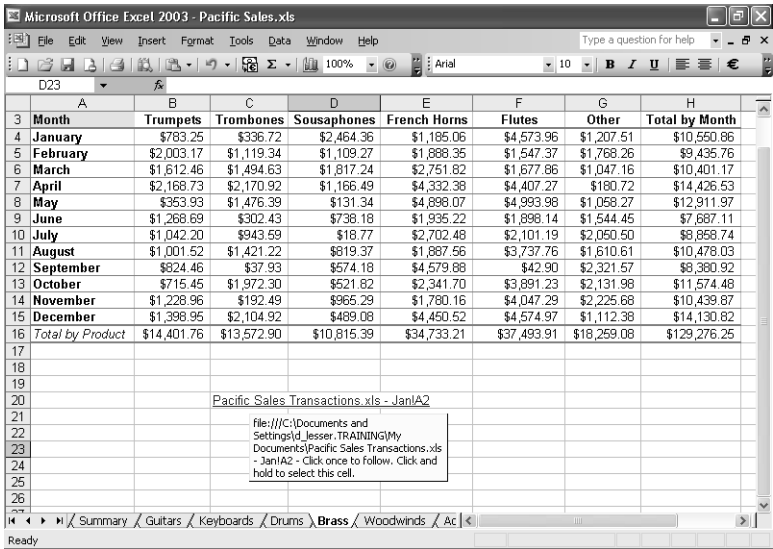 Microsoft Office Excel 2003 - Pacific Sales.xls
File Edit View Insert Format Tools Data Window Help Type a question for help
100% Arial 10 B I U €
D23 fx
A B C D E F G H
3 Month Trumpets Trombones Sousaphones French Horns Flutes Other Total by Month
4 January $783.25 $336.72 $2,464.36 $1,185.06 $4,573.96 $1,207.51 $10,550.86
5 February $2,003.17 $1,119.34 $1,109.27 $1,888.35 $1,547.37 $1,768.26 $9,435.76
6 March $1,612.46 $1,494.63 $1,817.24 $2,751.82 $1,677.86 $1,047.16 $10,401.17
7 April $2,168.73 $2,170.92 $1,166.49 $4,332.38 $4,407.27 $180.72 $14,426.53
8 May $353.93 $1,476.39 $131.34 $4,898.07 $4,993.98 $1,058.27 $12,911.97
9 June $1,268.69 $302.43 $738.18 $1,935.22 $1,898.14 $1,544.45 $7,687.11
10 July $1,042.20 $943.59 $18.77 $2,702.48 $2,101.19 $2,050.50 $8,858.74
11 August $1,001.52 $1,421.22 $819.37 $1,887.56 $3,737.76 $1,610.61 $10,478.03
12 September $824.46 $37.93 $574.18 $4,579.88 $42.90 $2,321.57 $8,380.92
13 October $715.45 $1,972.30 $521.82 $2,341.70 $3,891.23 $2,131.98 $11,574.48
14 November $1,228.96 $192.49 $965.29 $1,780.16 $4,047.29 $2,225.68 $10,439.87
15 December $1,398.95 $2,104.92 $489.08 $4,450.52 $4,574.97 $1,112.38 $14,130.82
16 Total by Product $14,401.76 $13,572.90 $10,815.39 $34,733.21 $37,493.91 $18,259.08 $129,276.25
17
18
19
20 Pacific Sales Transactions.xls - Jan!A2
21 file:///C:\Documents and
22 Settings\d_lesser.TRAINING\My
23 Documents\Pacific Sales Transactions.xls
24 - Jan!A2 - Click once to follow. Click and
25 hold to select this cell.
26
27
Summary Guitars Keyboards Drums Brass Woodwinds Ac
Ready